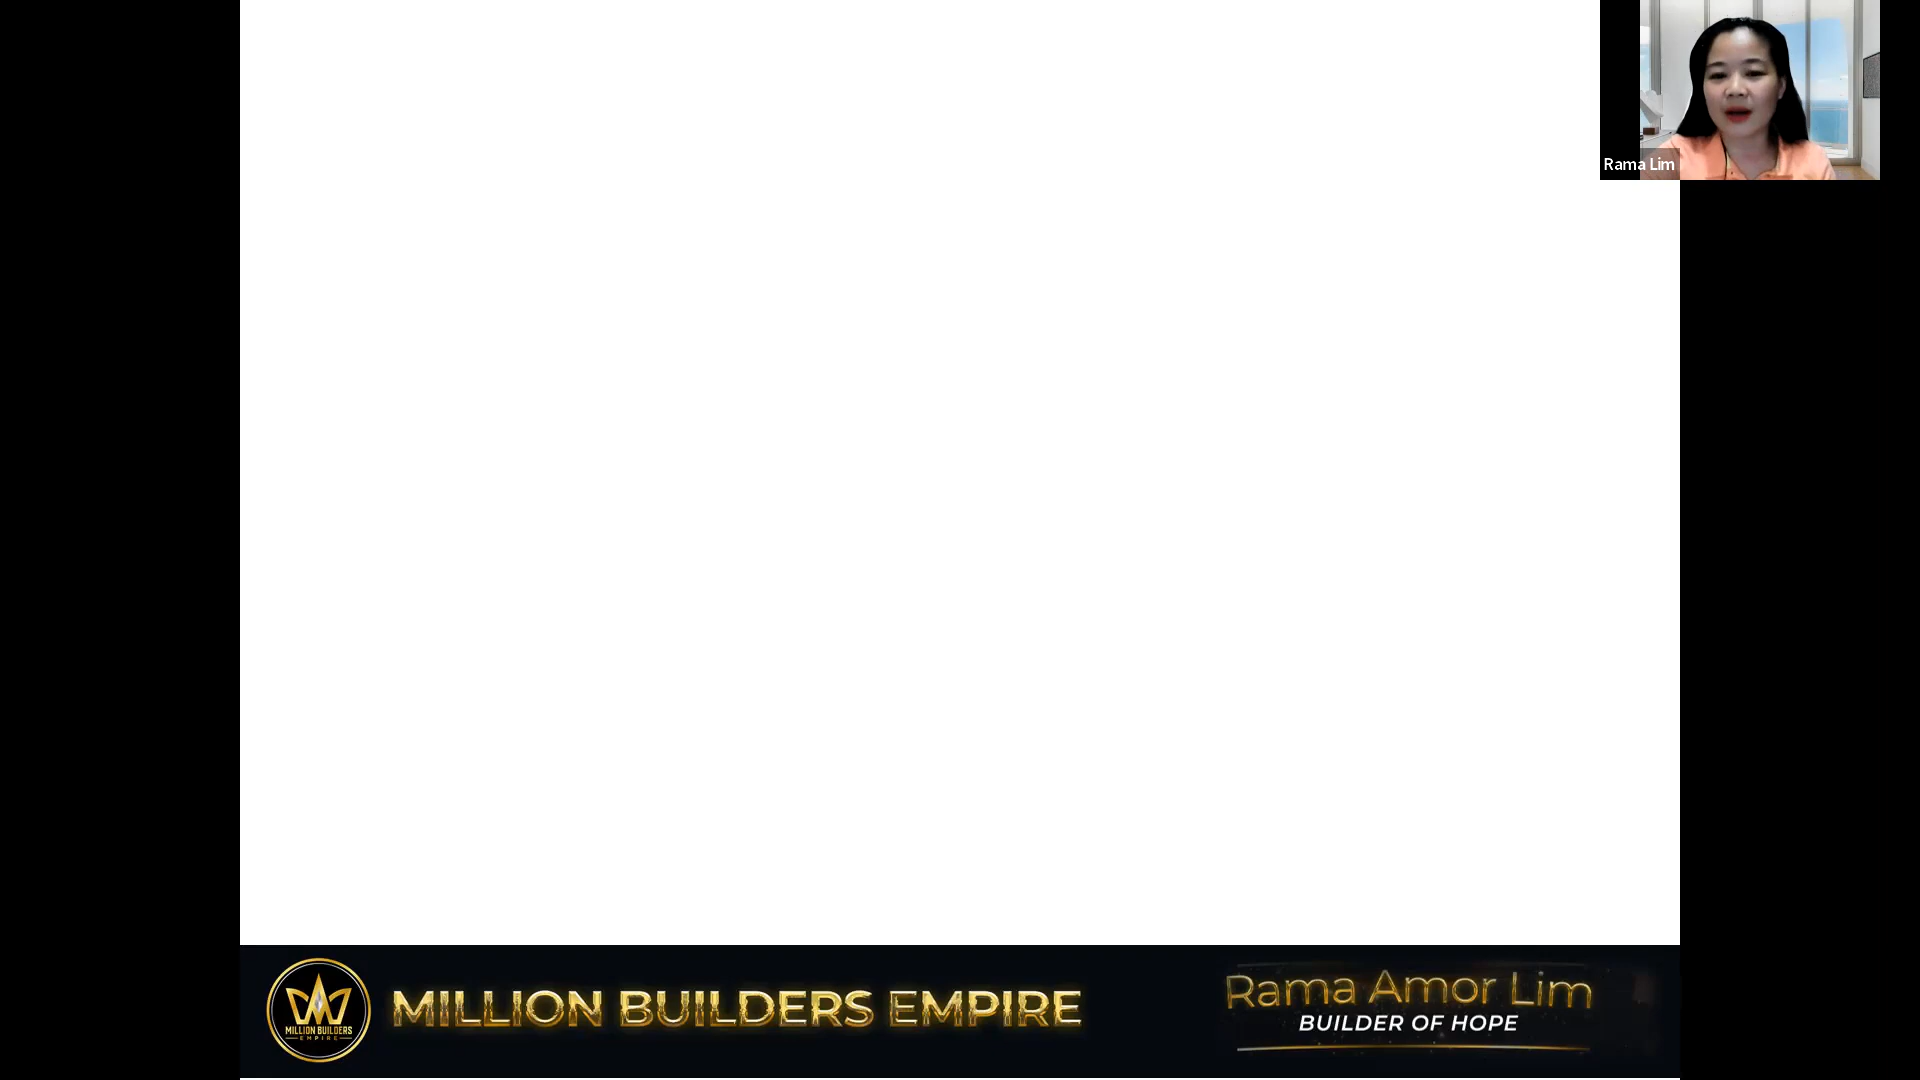 Rama Lim
MILLION BUILDERS
EMPIRE
MILLION BUILDERS EMPIRE
Rama Amor Lim
BUILDER OF HOPE